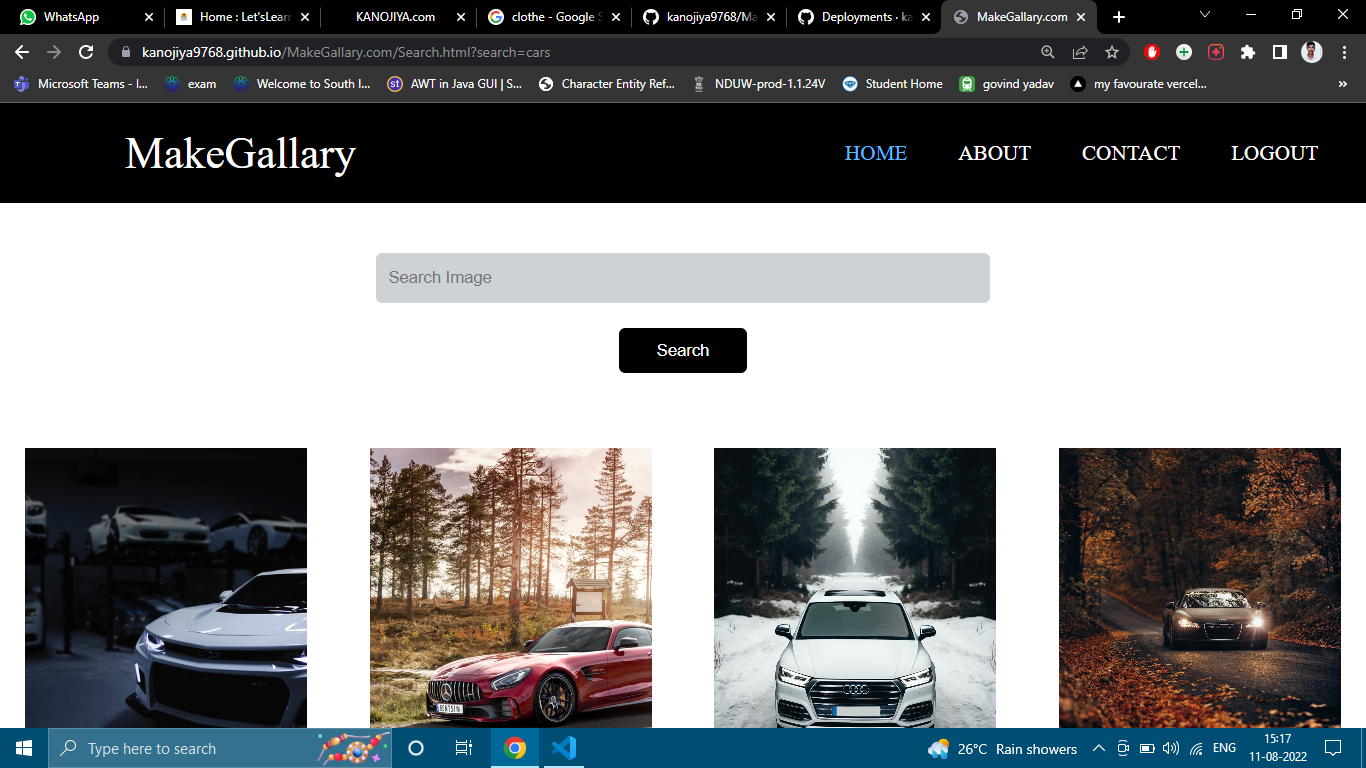 WhatsApp
Home : Let'sLearn
KANOJIYA.com
clothe - Google S
kanojiya9768/Ma
Deployments · ka
MakeGallary.com
kanojiya9768.github.io/MakeGallary.com/Search.html?search=cars
Microsoft Teams - I...
exam
Welcome to South I...
AWT in Java GUI | S...
Character Entity Ref...
NDUW-prod-1.1.24V
Student Home
govind yadav
my favourate vercel...
»
MakeGallary
HOME
ABOUT
CONTACT
LOGOUT
Search Image
Search
BENTSIN
Type here to search
26°C Rain showers
ENG
15:17
11-08-2022